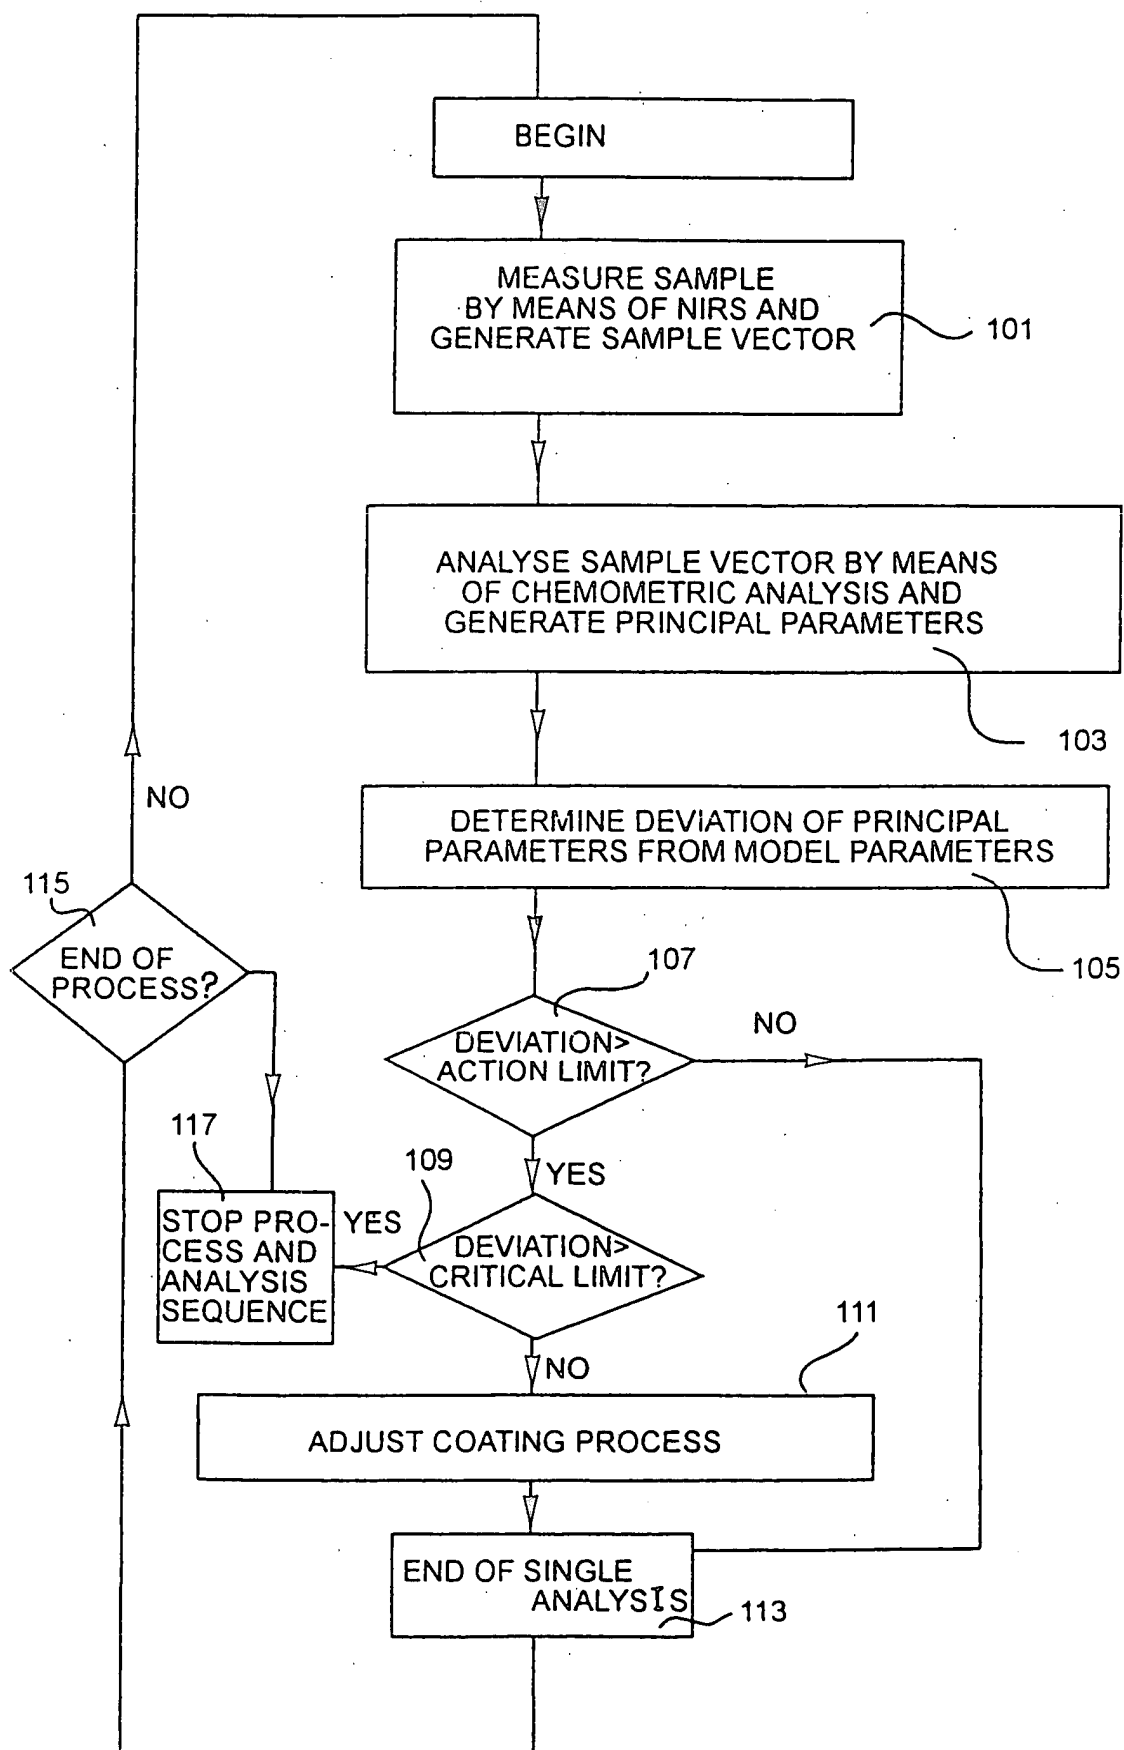 BEGIN
MEASURE SAMPLE
BY MEANS OF NIRS AND
GENERATE SAMPLE VECTOR
101
ANALYSE SAMPLE VECTOR BY MEANS
OF CHEMOMETRIC ANALYSIS AND
GENERATE PRINCIPAL PARAMETERS
103
NO
DETERMINE DEVIATION OF PRINCIPAL
PARAMETERS FROM MODEL PARAMETERS
105
115
END OF
PROCESS?
107
DEVIATION>
ACTION LIMIT?
NO
YES
117
STOP PRO-
CESS AND
ANALYSIS
SEQUENCE
YES
109
DEVIATION>
CRITICAL LIMIT?
NO
111
ADJUST COATING PROCESS
END OF SINGLE
ANALYSIS
113